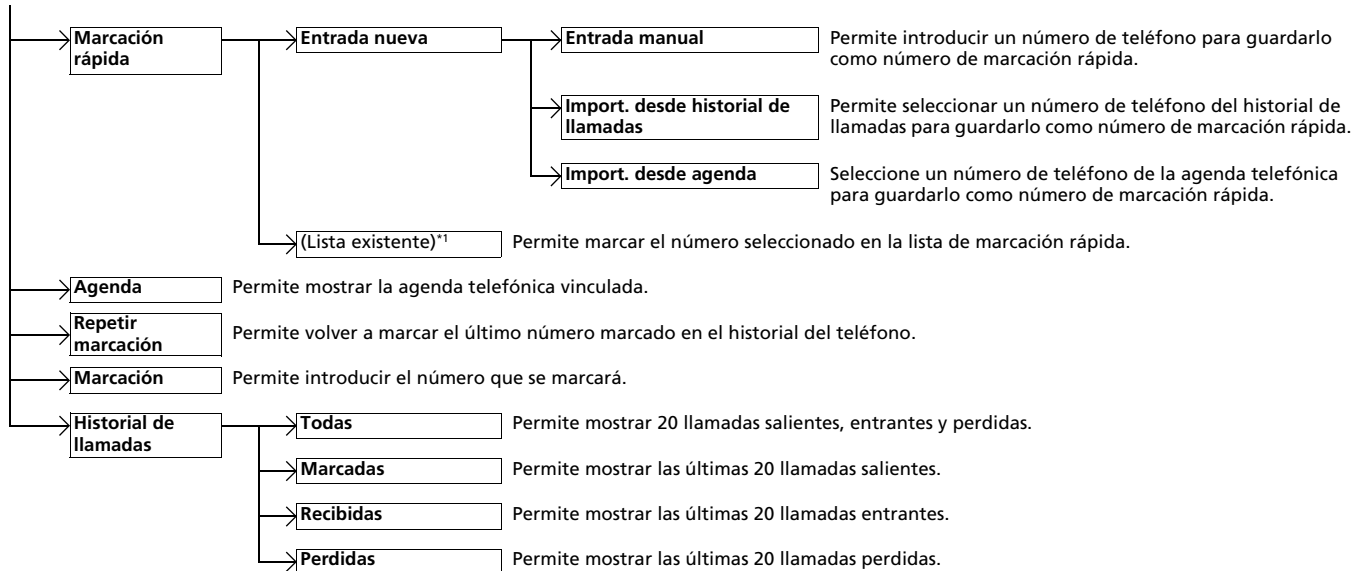 Marcación
rápida
Entrada nueva
Entrada manual
Permite introducir un número de teléfono para guardarlo
como número de marcación rápida.
Import. desde historial de
llamadas
Permite seleccionar un número de teléfono del historial de
llamadas para guardarlo como número de marcación rápida.
Import. desde agenda
Seleccione un número de teléfono de la agenda telefónica
para guardarlo como número de marcación rápida.
(Lista existente)*1
Permite marcar el número seleccionado en la lista de marcación rápida.
Agenda
Permite mostrar la agenda telefónica vinculada.
Repetir
marcación
Permite volver a marcar el último número marcado en el historial del teléfono.
Marcación
Permite introducir el número que se marcará.
Historial de
llamadas
Todas
Permite mostrar 20 llamadas salientes, entrantes y perdidas.
Marcadas
Permite mostrar las últimas 20 llamadas salientes.
Recibidas
Permite mostrar las últimas 20 llamadas entrantes.
Perdidas
Permite mostrar las últimas 20 llamadas perdidas.